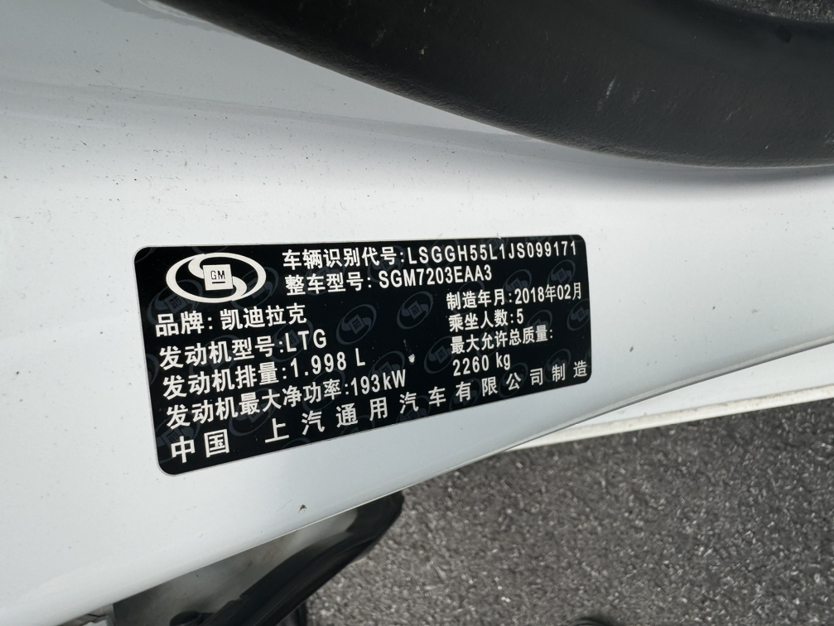 GM
车辆识别代号:LSGGH55L1JS099171
整车型号: SGM7203EAA3
品牌: 凯迪拉克
制造年月:2018年02月
发动机型号:LTG
乘坐人数:5
发动机排量:1.998 L
最大允许总质量:
2260 kg
发动机最大净功率:193kW
中国 上汽通用汽车有限公司制造